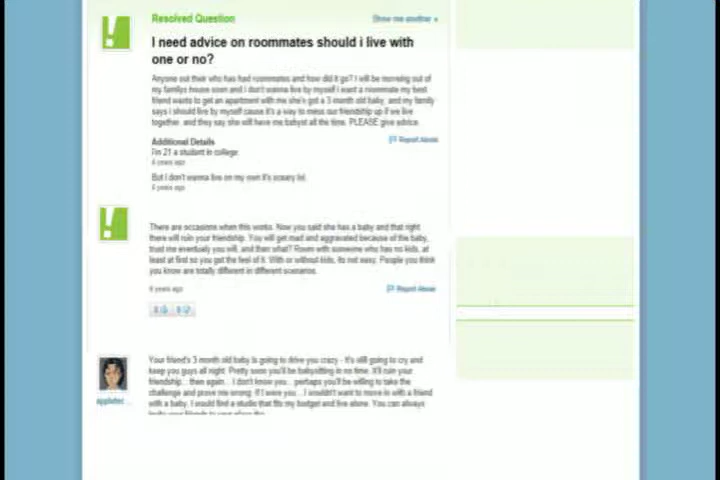 Resolved Question
Show me another »
I need advice on roommates should i live with
one or no?
Anyone out their who has had roommates and how did it go? I will be moveing out of
my familys house soon and i don't wanna live by myself i want a roommate my best
friend wants to get an apartment with me she's got a 3 month old baby, and my family
says i should live by myself cause it's a way to mess our friendship up if we live
together, and they say she will have me babysit all the time. PLEASE give advice.
Report Abuse
Additional Details
I'm 21 a student in college.
years ago
But I don't wanna live on my own it's sceary lol.
years ago
There are occasions when this works. Now you said she has a baby and that right
there will ruin your friendship. You will get mad and aggravated because of the baby,
trust me eventualy you will, and then what? Room with someone who has no kids, at
least at first so you get the feel of it. With or without kids, its not easy. People you think
you know are totally different in different scenarios.
years ago
Report Abuse
Your friend's 3 month old baby is going to drive you crazy - it's still going to cry and
keep you guys all night. Pretty soon you'll be babysitting in no time. It'll ruin your
friendship... then again... I don't know you... perhaps you'll be willing to take the
challenge and prove me wrong. If I were you... I wouldn't want to move in with a friend
with a baby. I would find a studio that fits my budget and live alone. You can always